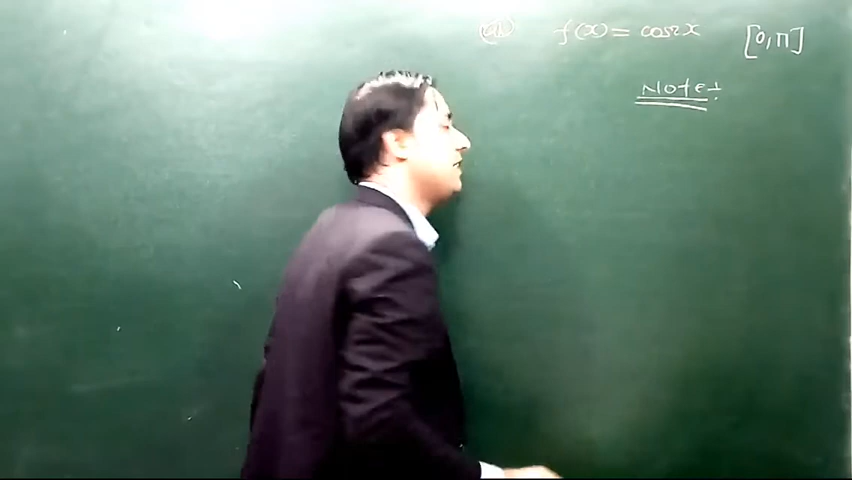 f(x) = cos2x [0,π]
Note: